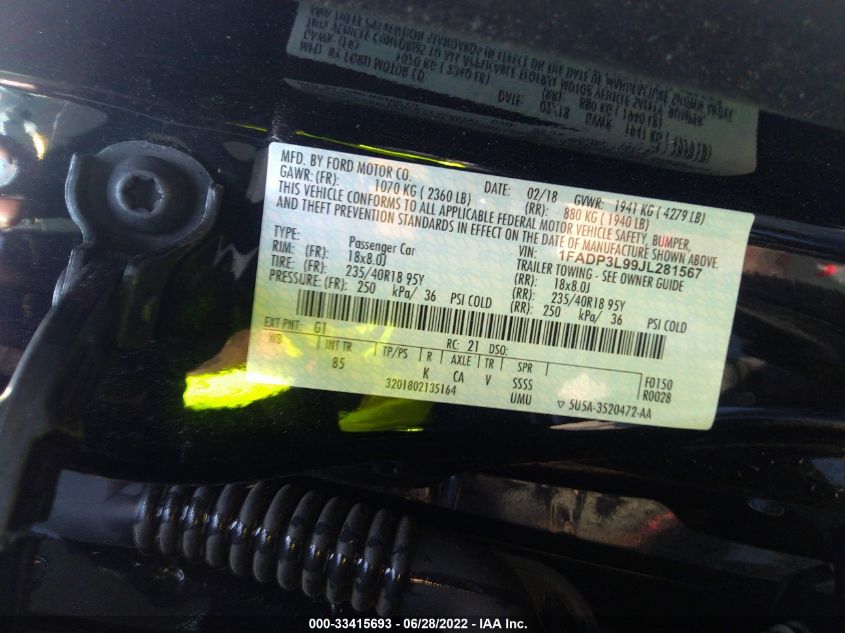 MFD. BY FORD MOTOR CO. DATE: 02/18 GVWR: 1941 KG ( 4279 LB)
GAWR: (FR): 1070 KG ( 2360 LB) (RR): 880 KG ( 1940 LB)
THIS VEHICLE CONFORMS TO ALL APPLICABLE FEDERAL MOTOR VEHICLE SAFETY, BUMPER,
AND THEFT PREVENTION STANDARDS IN EFFECT ON THE DATE OF MANUFACTURE SHOWN ABOVE.
VIN: 1FADP3L99JL281567
TYPE: Passenger Car TRAILER TOWING - SEE OWNER GUIDE
RIM: (FR): 18x8.0J (RR): 18x8.0J
TIRE: (FR): 235/40R18 95Y (RR): 235/40R18 95Y
PRESSURE: (FR): 250 kPa/ 36 PSI COLD (RR): 250 kPa/ 36 PSI COLD
EXT PNT: G1 RC: 21 DSO:
WB INT TR TP/PS R AXLE TR SPR
85 K CA V SSSS F0150
3201802135164 UMU R0028
▽ 5U5A-3520472-AA
000-33415693 - 06/28/2022 - IAA Inc.